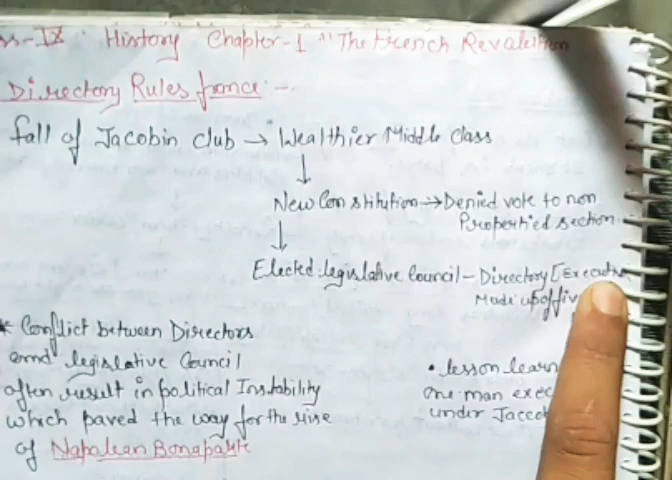 s-IX History Chapter-1 "The French Revolution
Directory Rules france :-
fall of Jacobin club → Wealthier Middle class
↓
New Constitution → Denied vote to non
Propertied section
↓
Elected legislative Council - Directory [Executive
Made up of fiv
* Conflict between Directors
and legislative Council
often result in political Instability
which paved the way for the rise
of Napolean Bonaparte
• lesson learn
one man exec
under Jacob